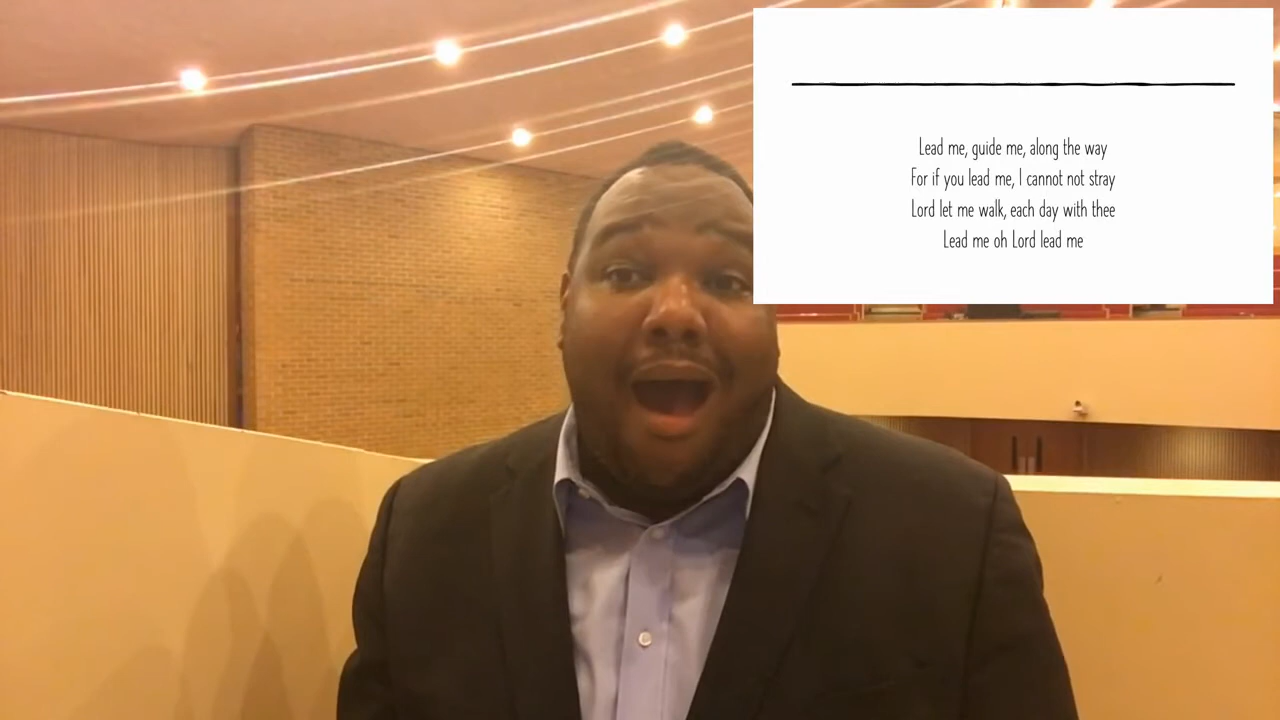 Lead me, guide me, along the way
For if you lead me, I cannot not stray
Lord let me walk, each day with thee
Lead me oh Lord lead me